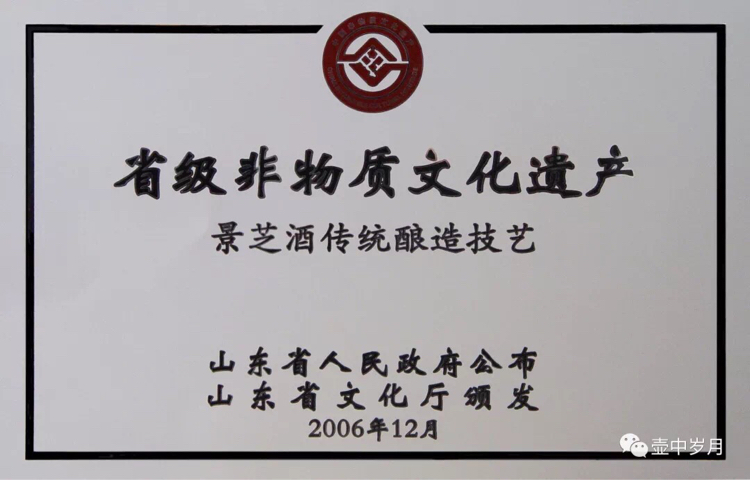 省级非物质文化遗产
景芝酒传统酿造技艺
山东省人民政府公布
山东省文化厅颁发
2006年12月
壶中岁月